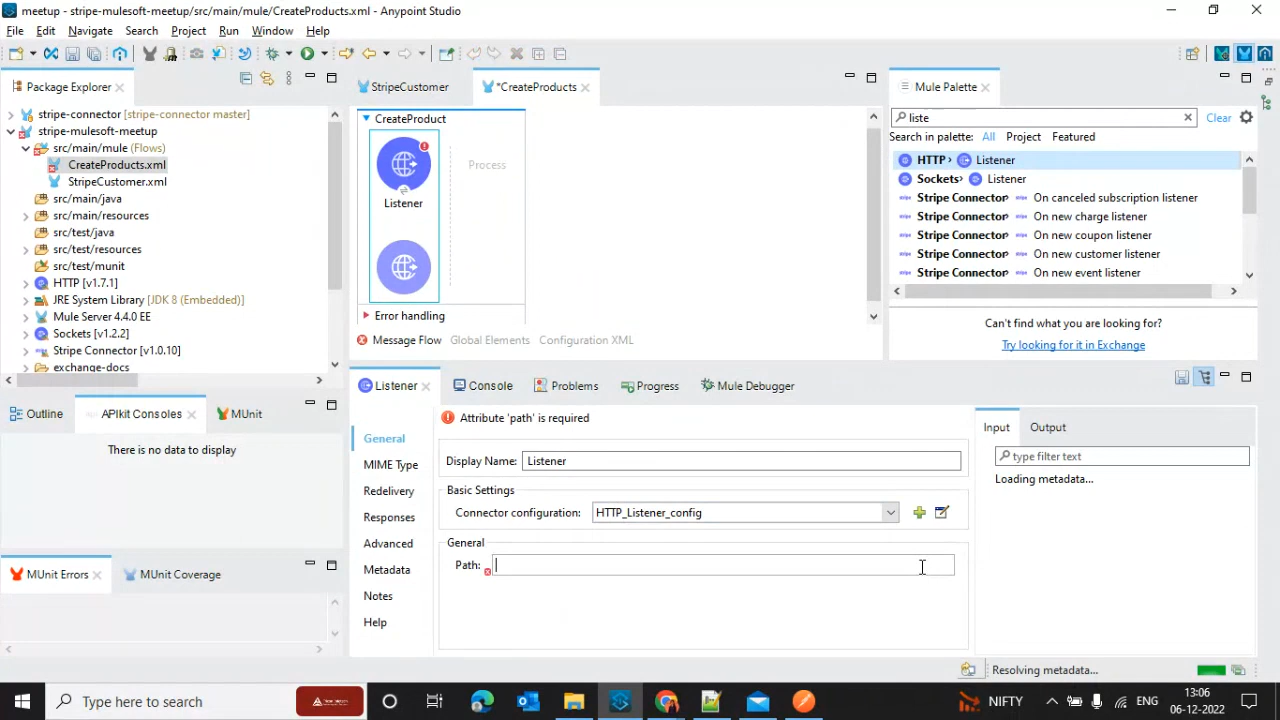 meetup - stripe-mulesoft-meetup/src/main/mule/CreateProducts.xml - Anypoint Studio
File Edit Navigate Search Project Run Window Help
Package Explorer
stripe-connector [stripe-connector master]
stripe-mulesoft-meetup
src/main/mule (Flows)
CreateProducts.xml
StripeCustomer.xml
src/main/java
src/main/resources
src/test/java
src/test/resources
src/test/munit
HTTP [v1.7.1]
JRE System Library [JDK 8 (Embedded)]
Mule Server 4.4.0 EE
Sockets [v1.2.2]
Stripe Connector [v1.0.10]
exchange-docs
Outline APIkit Consoles MUnit
There is no data to display
MUnit Errors MUnit Coverage
StripeCustomer *CreateProducts
CreateProduct
Listener
Process
Error handling
Message Flow Global Elements Configuration XML
Mule Palette
liste
Clear
Search in palette: All Project Featured
HTTP › Listener
Sockets› Listener
Stripe Connector› On canceled subscription listener
Stripe Connector› On new charge listener
Stripe Connector› On new coupon listener
Stripe Connector› On new customer listener
Stripe Connector› On new event listener
Can't find what you are looking for?
Try looking for it in Exchange
Listener Console Problems Progress Mule Debugger
General
MIME Type
Redelivery
Responses
Advanced
Metadata
Notes
Help
Attribute 'path' is required
Display Name: Listener
Basic Settings
Connector configuration: HTTP_Listener_config
General
Path:
Input Output
type filter text
Loading metadata...
Resolving metadata...
Type here to search
NIFTY
ENG
13:06
06-12-2022